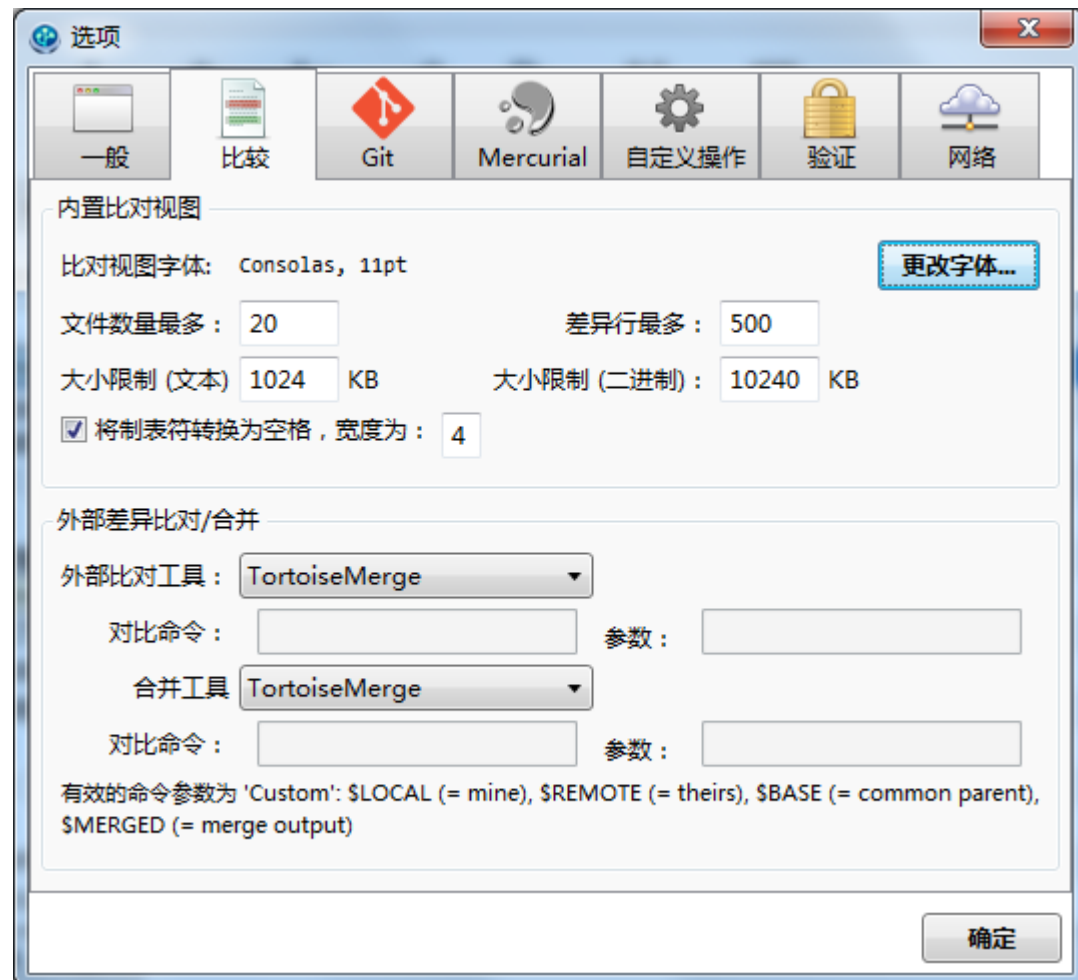 选项
一般
比较
Git
Mercurial
自定义操作
验证
网络
内置比对视图
比对视图字体: Consolas, 11pt
更改字体...
文件数量最多： 20 差异行最多： 500
大小限制 (文本) 1024 KB 大小限制 (二进制)： 10240 KB
将制表符转换为空格，宽度为： 4
外部差异比对/合并
外部比对工具： TortoiseMerge
对比命令： 参数：
合并工具 TortoiseMerge
对比命令： 参数：
有效的命令参数为 'Custom': $LOCAL (= mine), $REMOTE (= theirs), $BASE (= common parent),
$MERGED (= merge output)
确定